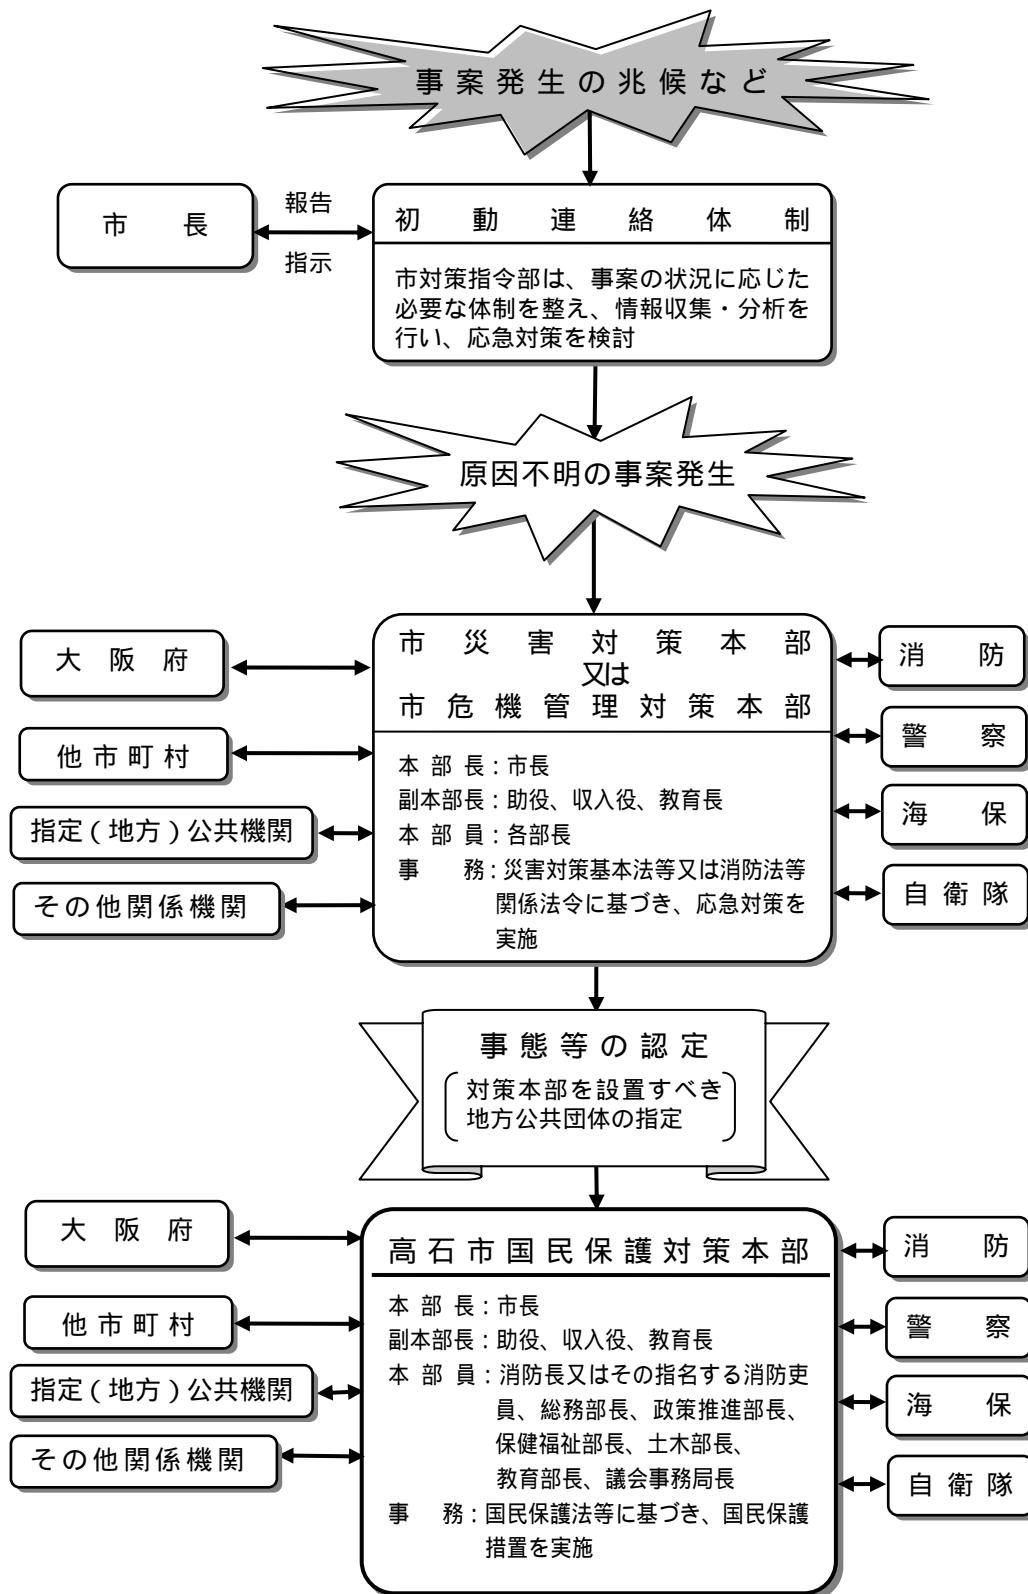 事案発生の兆候など
市長
報告
指示
初動連絡体制
市対策指令部は、事案の状況に応じた
必要な体制を整え、情報収集・分析を
行い、応急対策を検討
原因不明の事案発生
大阪府
他市町村
指定（地方）公共機関
その他関係機関
市災害対策本部
又は
市危機管理対策本部
本部長：市長
副本部長：助役、収入役、教育長
本部員：各部長
事　務：災害対策基本法等又は消防法等
関係法令に基づき、応急対策を
実施
消防
警察
海保
自衛隊
事態等の認定
対策本部を設置すべき
地方公共団体の指定
大阪府
他市町村
指定（地方）公共機関
その他関係機関
高石市国民保護対策本部
本部長：市長
副本部長：助役、収入役、教育長
本部員：消防長又はその指名する消防吏
員、総務部長、政策推進部長、
保健福祉部長、土木部長、
教育部長、議会事務局長
事　務：国民保護法等に基づき、国民保護
措置を実施
消防
警察
海保
自衛隊